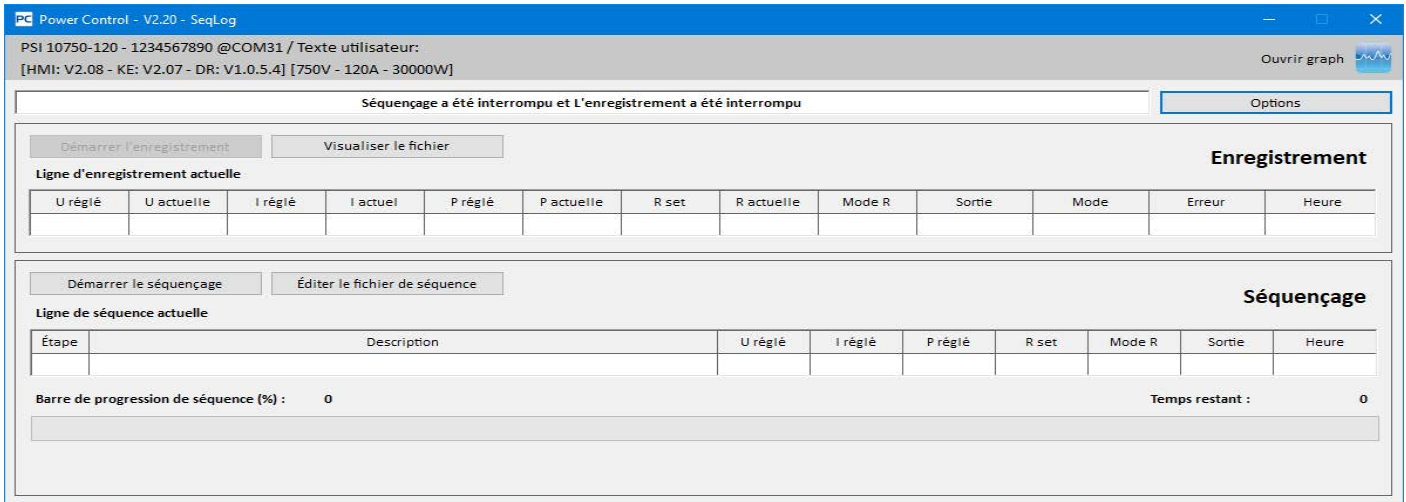 PC Power Control - V2.20 - SeqLog
PSI 10750-120 - 1234567890 @COM31 / Texte utilisateur:
[HMI: V2.08 - KE: V2.07 - DR: V1.0.5.4] [750V - 120A - 30000W]
Ouvrir graph
Séquençage a été interrompu et L'enregistrement a été interrompu
Options
Démarrer l'enregistrement Visualiser le fichier
Enregistrement
Ligne d'enregistrement actuelle
U réglé U actuelle I réglé I actuel P réglé P actuelle R set R actuelle Mode R Sortie Mode Erreur Heure
Démarrer le séquençage Éditer le fichier de séquence
Séquençage
Ligne de séquence actuelle
Étape Description U réglé I réglé P réglé R set Mode R Sortie Heure
Barre de progression de séquence (%) : 0 Temps restant : 0